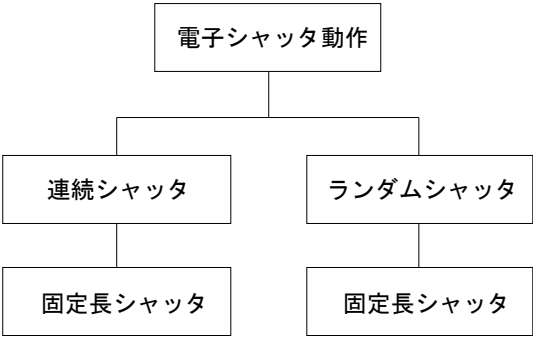 電子シャッタ動作
連続シャッタ
ランダムシャッタ
固定長シャッタ
固定長シャッタ